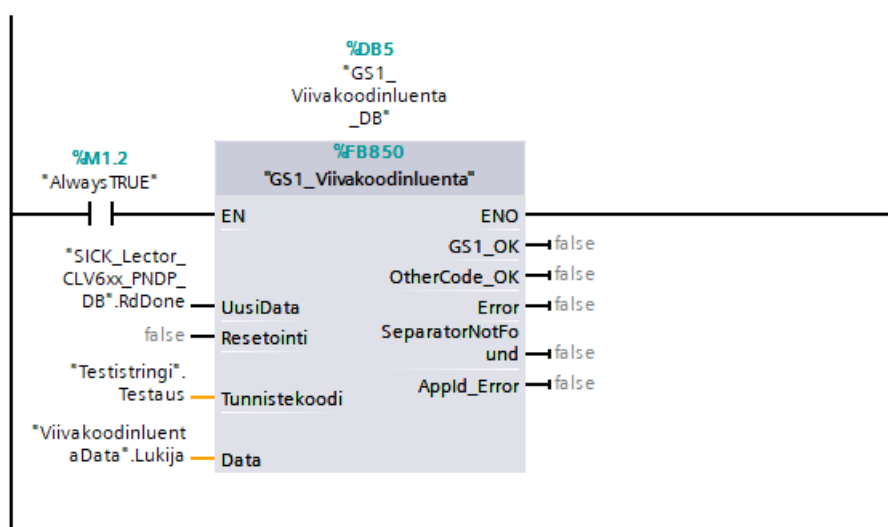 %DB5
"GS1_
Viivakoodinluenta
_DB"
%M1.2
"AlwaysTRUE"
%FB850
"GS1_Viivakoodinluenta"
EN
ENO
GS1_OK
false
OtherCode_OK
false
"SICK_Lector_
CLV6xx_PNDP_
DB".RdDone
UusiData
Error
false
false
Resetointi
SeparatorNotFo
und
false
"Testistringi".
Testaus
Tunnistekoodi
AppId_Error
false
"Viivakoodinluent
aData".Lukija
Data